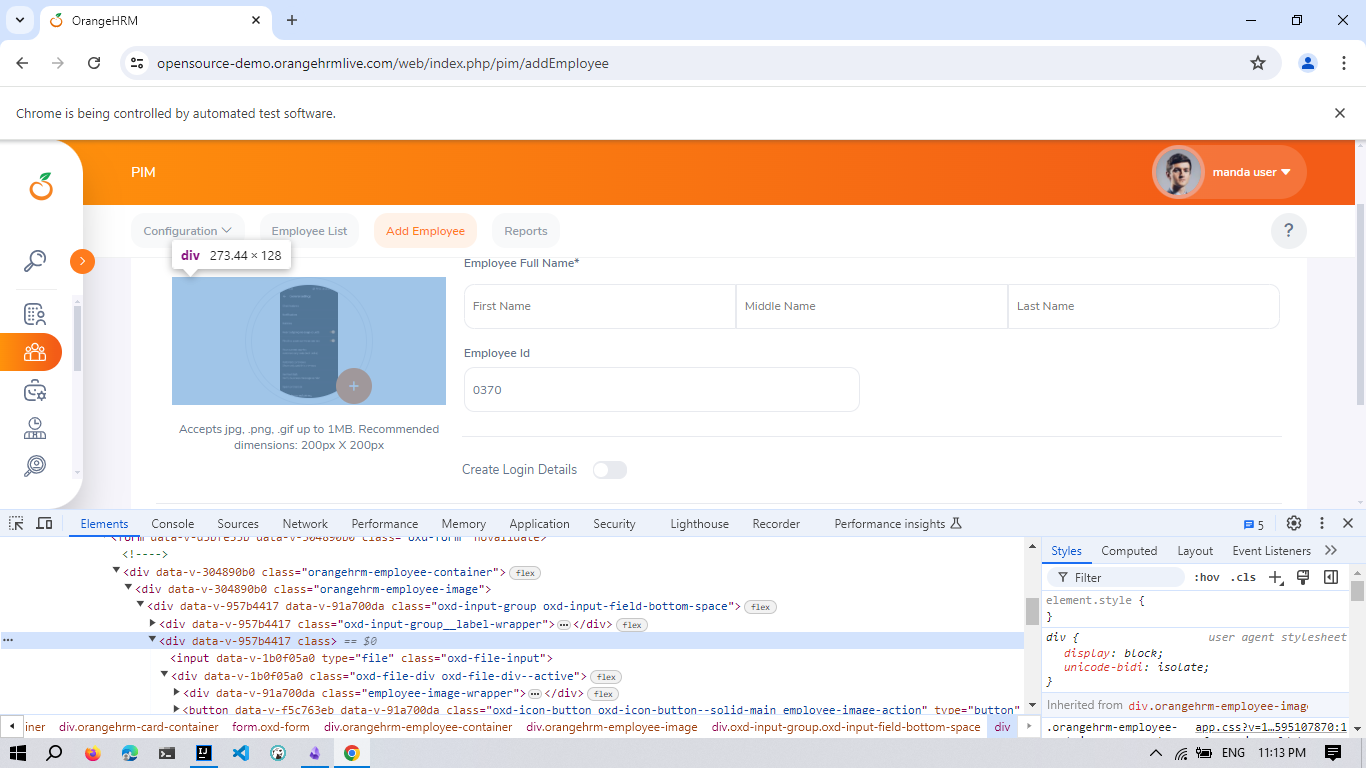 OrangeHRM
opensource-demo.orangehrmlive.com/web/index.php/pim/addEmployee
Chrome is being controlled by automated test software.
PIM
manda user
Configuration
Employee List
Add Employee
Reports
?
div 273.44 × 128
Employee Full Name*
First Name
Middle Name
Last Name
Employee Id
0370
Accepts jpg, .png, .gif up to 1MB. Recommended
dimensions: 200px X 200px
Create Login Details
Elements
Console
Sources
Network
Performance
Memory
Application
Security
Lighthouse
Recorder
Performance insights
5
<form data-v-d5bfe35b data-v-304890b0 class="oxd-form" novalidate>
<!---->
<div data-v-304890b0 class="orangehrm-employee-container"> flex
<div data-v-304890b0 class="orangehrm-employee-image">
<div data-v-957b4417 data-v-91a700da class="oxd-input-group oxd-input-field-bottom-space"> flex
<div data-v-957b4417 class="oxd-input-group__label-wrapper"> … </div> flex
… <div data-v-957b4417 class> == $0
<input data-v-1b0f05a0 type="file" class="oxd-file-input">
<div data-v-1b0f05a0 class="oxd-file-div oxd-file-div--active"> flex
<div data-v-91a700da class="employee-image-wrapper"> … </div> flex
<button data-v-f5c763eb data-v-91a700da class="oxd-icon-button oxd-icon-button--solid-main employee-image-action" type="button"
iner
div.orangehrm-card-container
form.oxd-form
div.orangehrm-employee-container
div.orangehrm-employee-image
div.oxd-input-group.oxd-input-field-bottom-space
div
Styles
Computed
Layout
Event Listeners
Filter
:hov
.cls
element.style {
}
div {
user agent stylesheet
display: block;
unicode-bidi: isolate;
}
Inherited from div.orangehrm-employee-imag
.orangehrm-employee-
app.css?v=1…595107870:1
ENG
11:13 PM